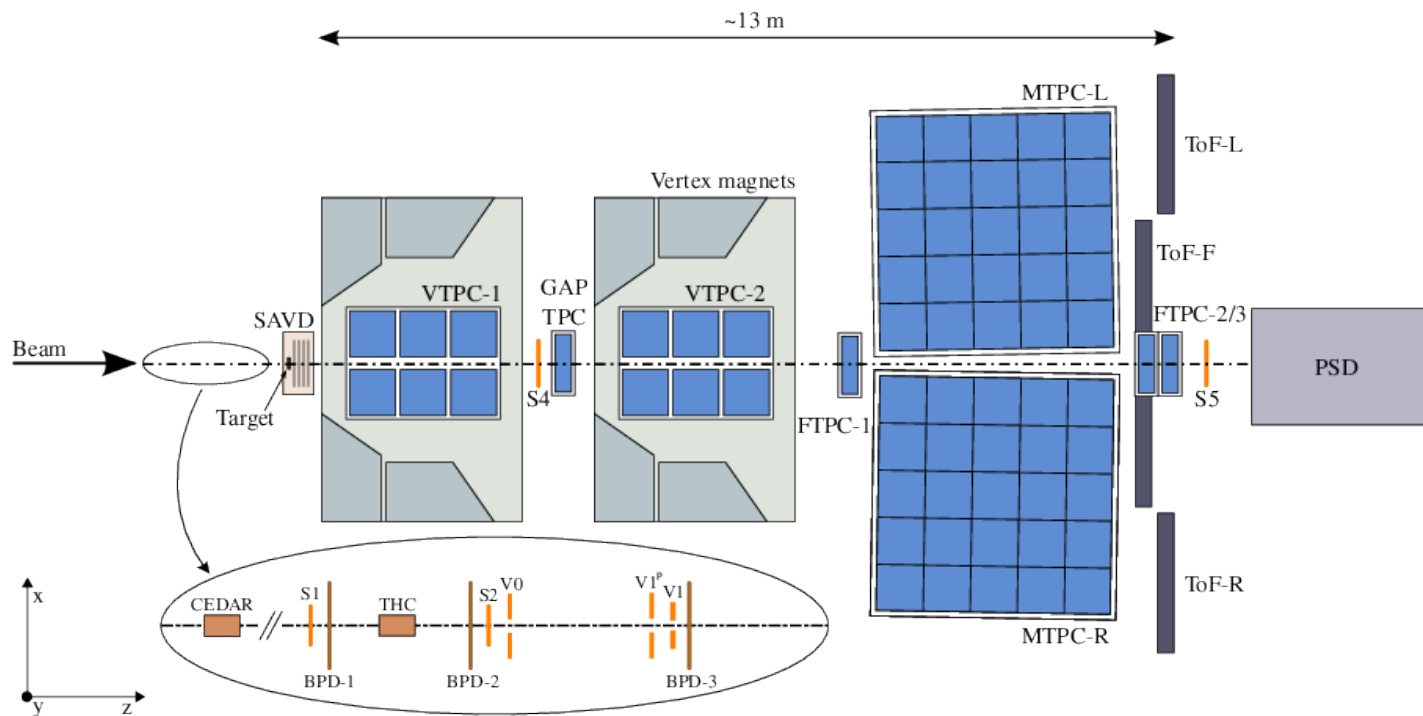 ~13 m
MTPC-L
ToF-L
Vertex magnets
ToF-F
GAP
TPC
VTPC-1
VTPC-2
SAVD
FTPC-2/3
Beam
PSD
S4
S5
Target
FTPC-1
x
y
z
CEDAR
S1
THC
S2
V0
V1ᴾ
V1
BPD-1
BPD-2
BPD-3
ToF-R
MTPC-R